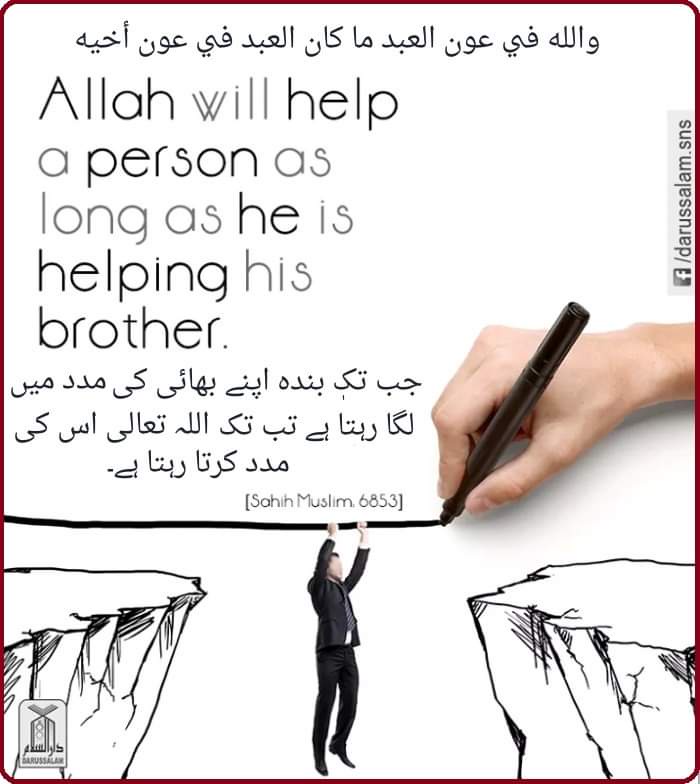 والله في عون العبد ما كان العبد في عون أخيه
Allah will help
a person as
long as he is
helping his
brother.
جب تک بندہ اپنے بھائی کی مدد میں
لگا رہتا ہے تب تک اللہ تعالی اس کی
مدد کرتا رہتا ہے۔
[Sahih Muslim, 6853]
/darussalam.sns
دار السلام
DARUSSALAM